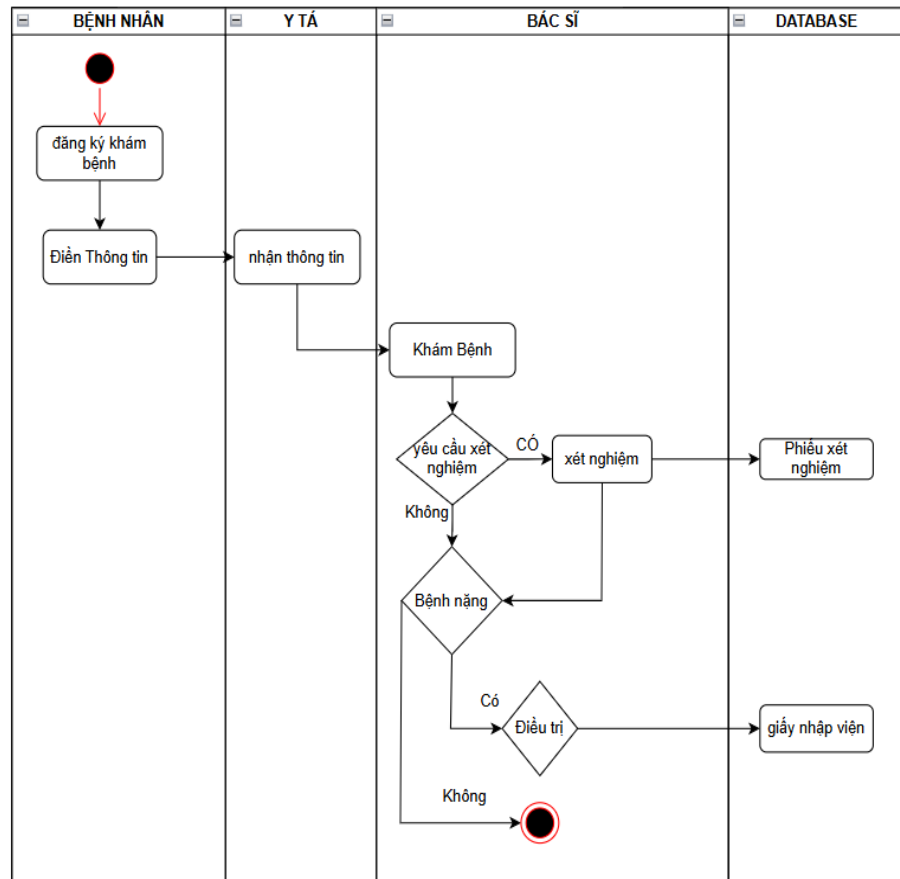 BỆNH NHÂN
Y TÁ
BÁC SĨ
DATABASE
đăng ký khám
bệnh
Điền Thông tin
nhận thông tin
Khám Bệnh
yêu cầu xét
nghiệm
CÓ
xét nghiệm
Phiếu xét
nghiệm
Không
Bệnh nặng
Có
Điều trị
giấy nhập viện
Không